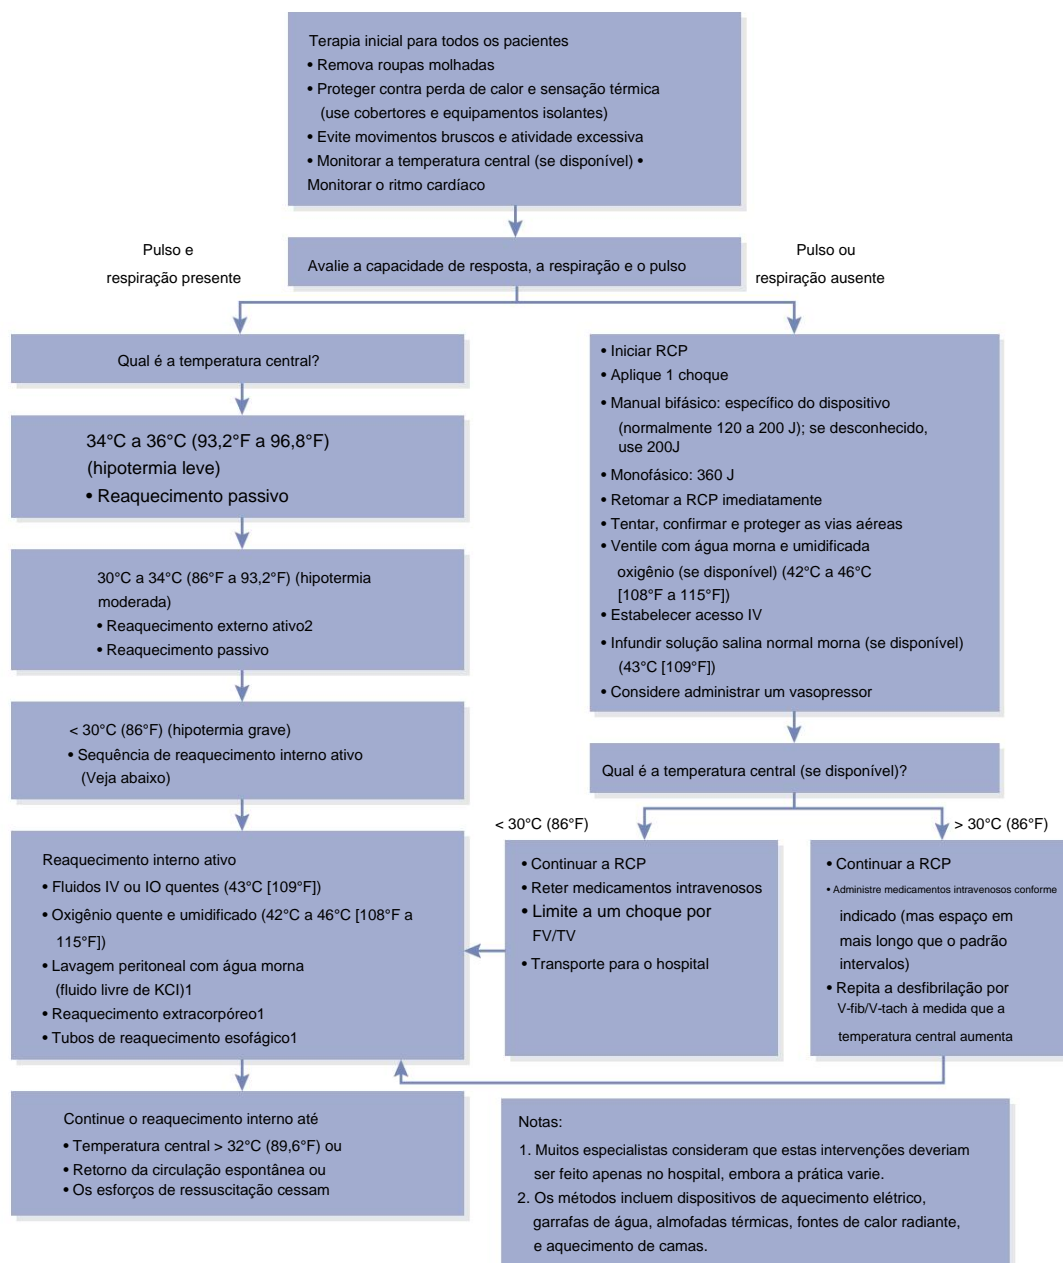 Terapia inicial para todos os pacientes
• Remova roupas molhadas
• Proteger contra perda de calor e sensação térmica
(use cobertores e equipamentos isolantes)
• Evite movimentos bruscos e atividade excessiva
• Monitorar a temperatura central (se disponível) •
Monitorar o ritmo cardíaco
Pulso e
respiração presente
Avalie a capacidade de resposta, a respiração e o pulso
Pulso ou
respiração ausente
Qual é a temperatura central?
34°C a 36°C (93,2°F a 96,8°F)
(hipotermia leve)
• Reaquecimento passivo
30°C a 34°C (86°F a 93,2°F) (hipotermia
moderada)
• Reaquecimento externo ativo2
• Reaquecimento passivo
< 30°C (86°F) (hipotermia grave)
• Sequência de reaquecimento interno ativo
(Veja abaixo)
• Iniciar RCP
• Aplique 1 choque
• Manual bifásico: específico do dispositivo
(normalmente 120 a 200 J); se desconhecido,
use 200J
• Monofásico: 360 J
• Retomar a RCP imediatamente
• Tentar, confirmar e proteger as vias aéreas
• Ventile com água morna e umidificada
oxigênio (se disponível) (42°C a 46°C
[108°F a 115°F])
• Estabelecer acesso IV
• Infundir solução salina normal morna (se disponível)
(43°C [109°F])
• Considere administrar um vasopressor
Qual é a temperatura central (se disponível)?
< 30°C (86°F)
> 30°C (86°F)
Reaquecimento interno ativo
• Fluidos IV ou IO quentes (43°C [109°F])
• Oxigênio quente e umidificado (42°C a 46°C [108°F a
115°F])
• Lavagem peritoneal com água morna
(fluido livre de KCI)1
• Reaquecimento extracorpóreo1
• Tubos de reaquecimento esofágico1
• Continuar a RCP
• Reter medicamentos intravenosos
• Limite a um choque por
FV/TV
• Transporte para o hospital
• Continuar a RCP
• Administre medicamentos intravenosos conforme
indicado (mas espaço em
mais longo que o padrão
intervalos)
• Repita a desfibrilação por
V-fib/V-tach à medida que a
temperatura central aumenta
Continue o reaquecimento interno até
• Temperatura central > 32°C (89,6°F) ou
• Retorno da circulação espontânea ou
• Os esforços de ressuscitação cessam
Notas:
1. Muitos especialistas consideram que estas intervenções deveriam
ser feito apenas no hospital, embora a prática varie.
2. Os métodos incluem dispositivos de aquecimento elétrico,
garrafas de água, almofadas térmicas, fontes de calor radiante,
e aquecimento de camas.